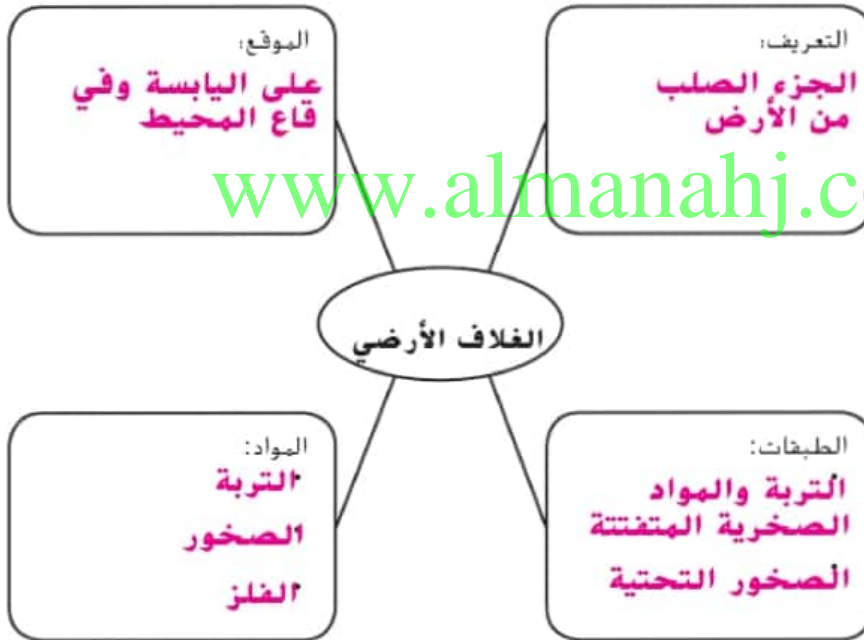 التعريف:
الجزء الصلب
من الأرض
الموقع:
على اليابسة وفي
قاع المحيط
www.almanahj.co
الغلاف الأرضي
الطبقات:
التربة والمواد
الصخرية المتفتتة
الصخور التحتية
المواد:
التربة
الصخور
الفلز